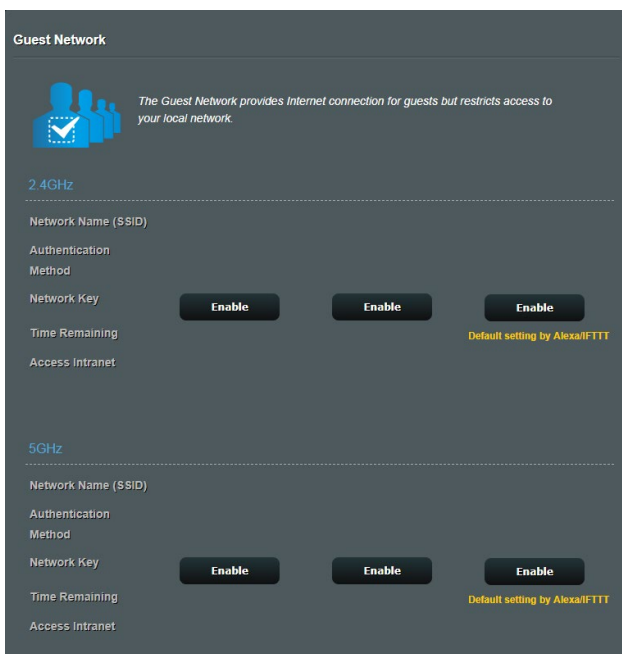 Guest Network
The Guest Network provides Internet connection for guests but restricts access to
your local network.
2.4GHz
Network Name (SSID)
Authentication
Method
Network Key
Enable Enable Enable
Time Remaining
Default setting by Alexa/IFTTT
Access Intranet
5GHz
Network Name (SSID)
Authentication
Method
Network Key
Enable Enable Enable
Time Remaining
Default setting by Alexa/IFTTT
Access Intranet